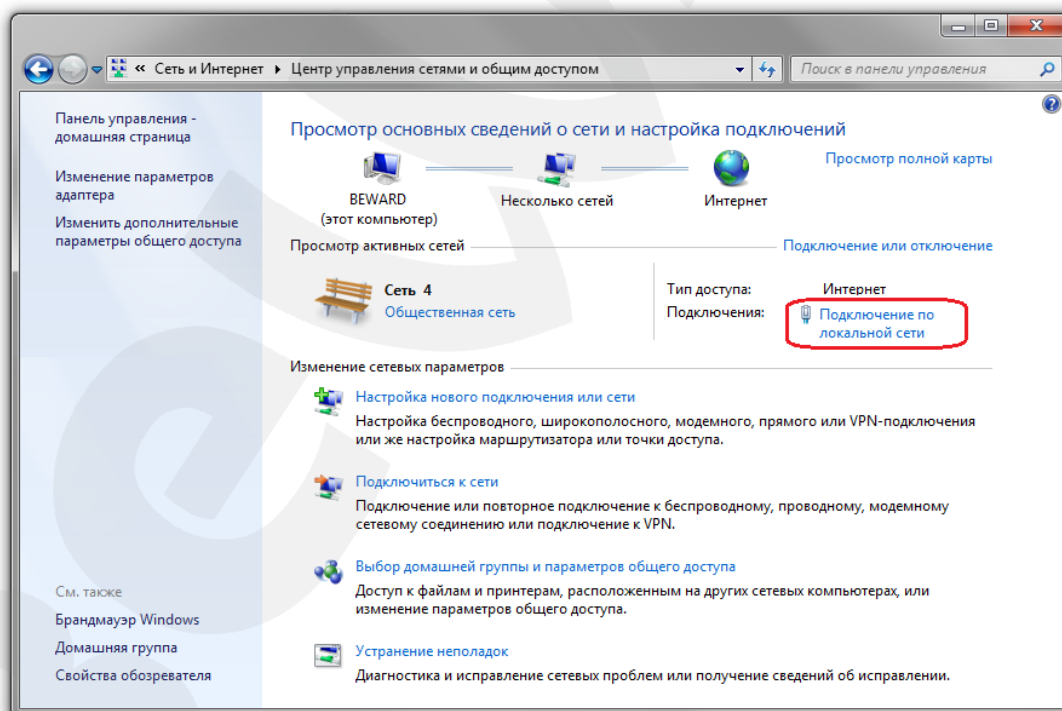 « Сеть и Интернет ▸ Центр управления сетями и общим доступом
Поиск в панели управления
Панель управления -
домашняя страница
Изменение параметров
адаптера
Изменить дополнительные
параметры общего доступа
Просмотр основных сведений о сети и настройка подключений
Просмотр полной карты
BEWARD
(этот компьютер)
Несколько сетей
Интернет
Просмотр активных сетей
Подключение или отключение
Сеть 4
Общественная сеть
Тип доступа: Интернет
Подключения: Подключение по
локальной сети
Изменение сетевых параметров
Настройка нового подключения или сети
Настройка беспроводного, широкополосного, модемного, прямого или VPN-подключения
или же настройка маршрутизатора или точки доступа.
Подключиться к сети
Подключение или повторное подключение к беспроводному, проводному, модемному
сетевому соединению или подключение к VPN.
Выбор домашней группы и параметров общего доступа
Доступ к файлам и принтерам, расположенным на других сетевых компьютерах, или
изменение параметров общего доступа.
Устранение неполадок
Диагностика и исправление сетевых проблем или получение сведений об исправлении.
См. также
Брандмауэр Windows
Домашняя группа
Свойства обозревателя